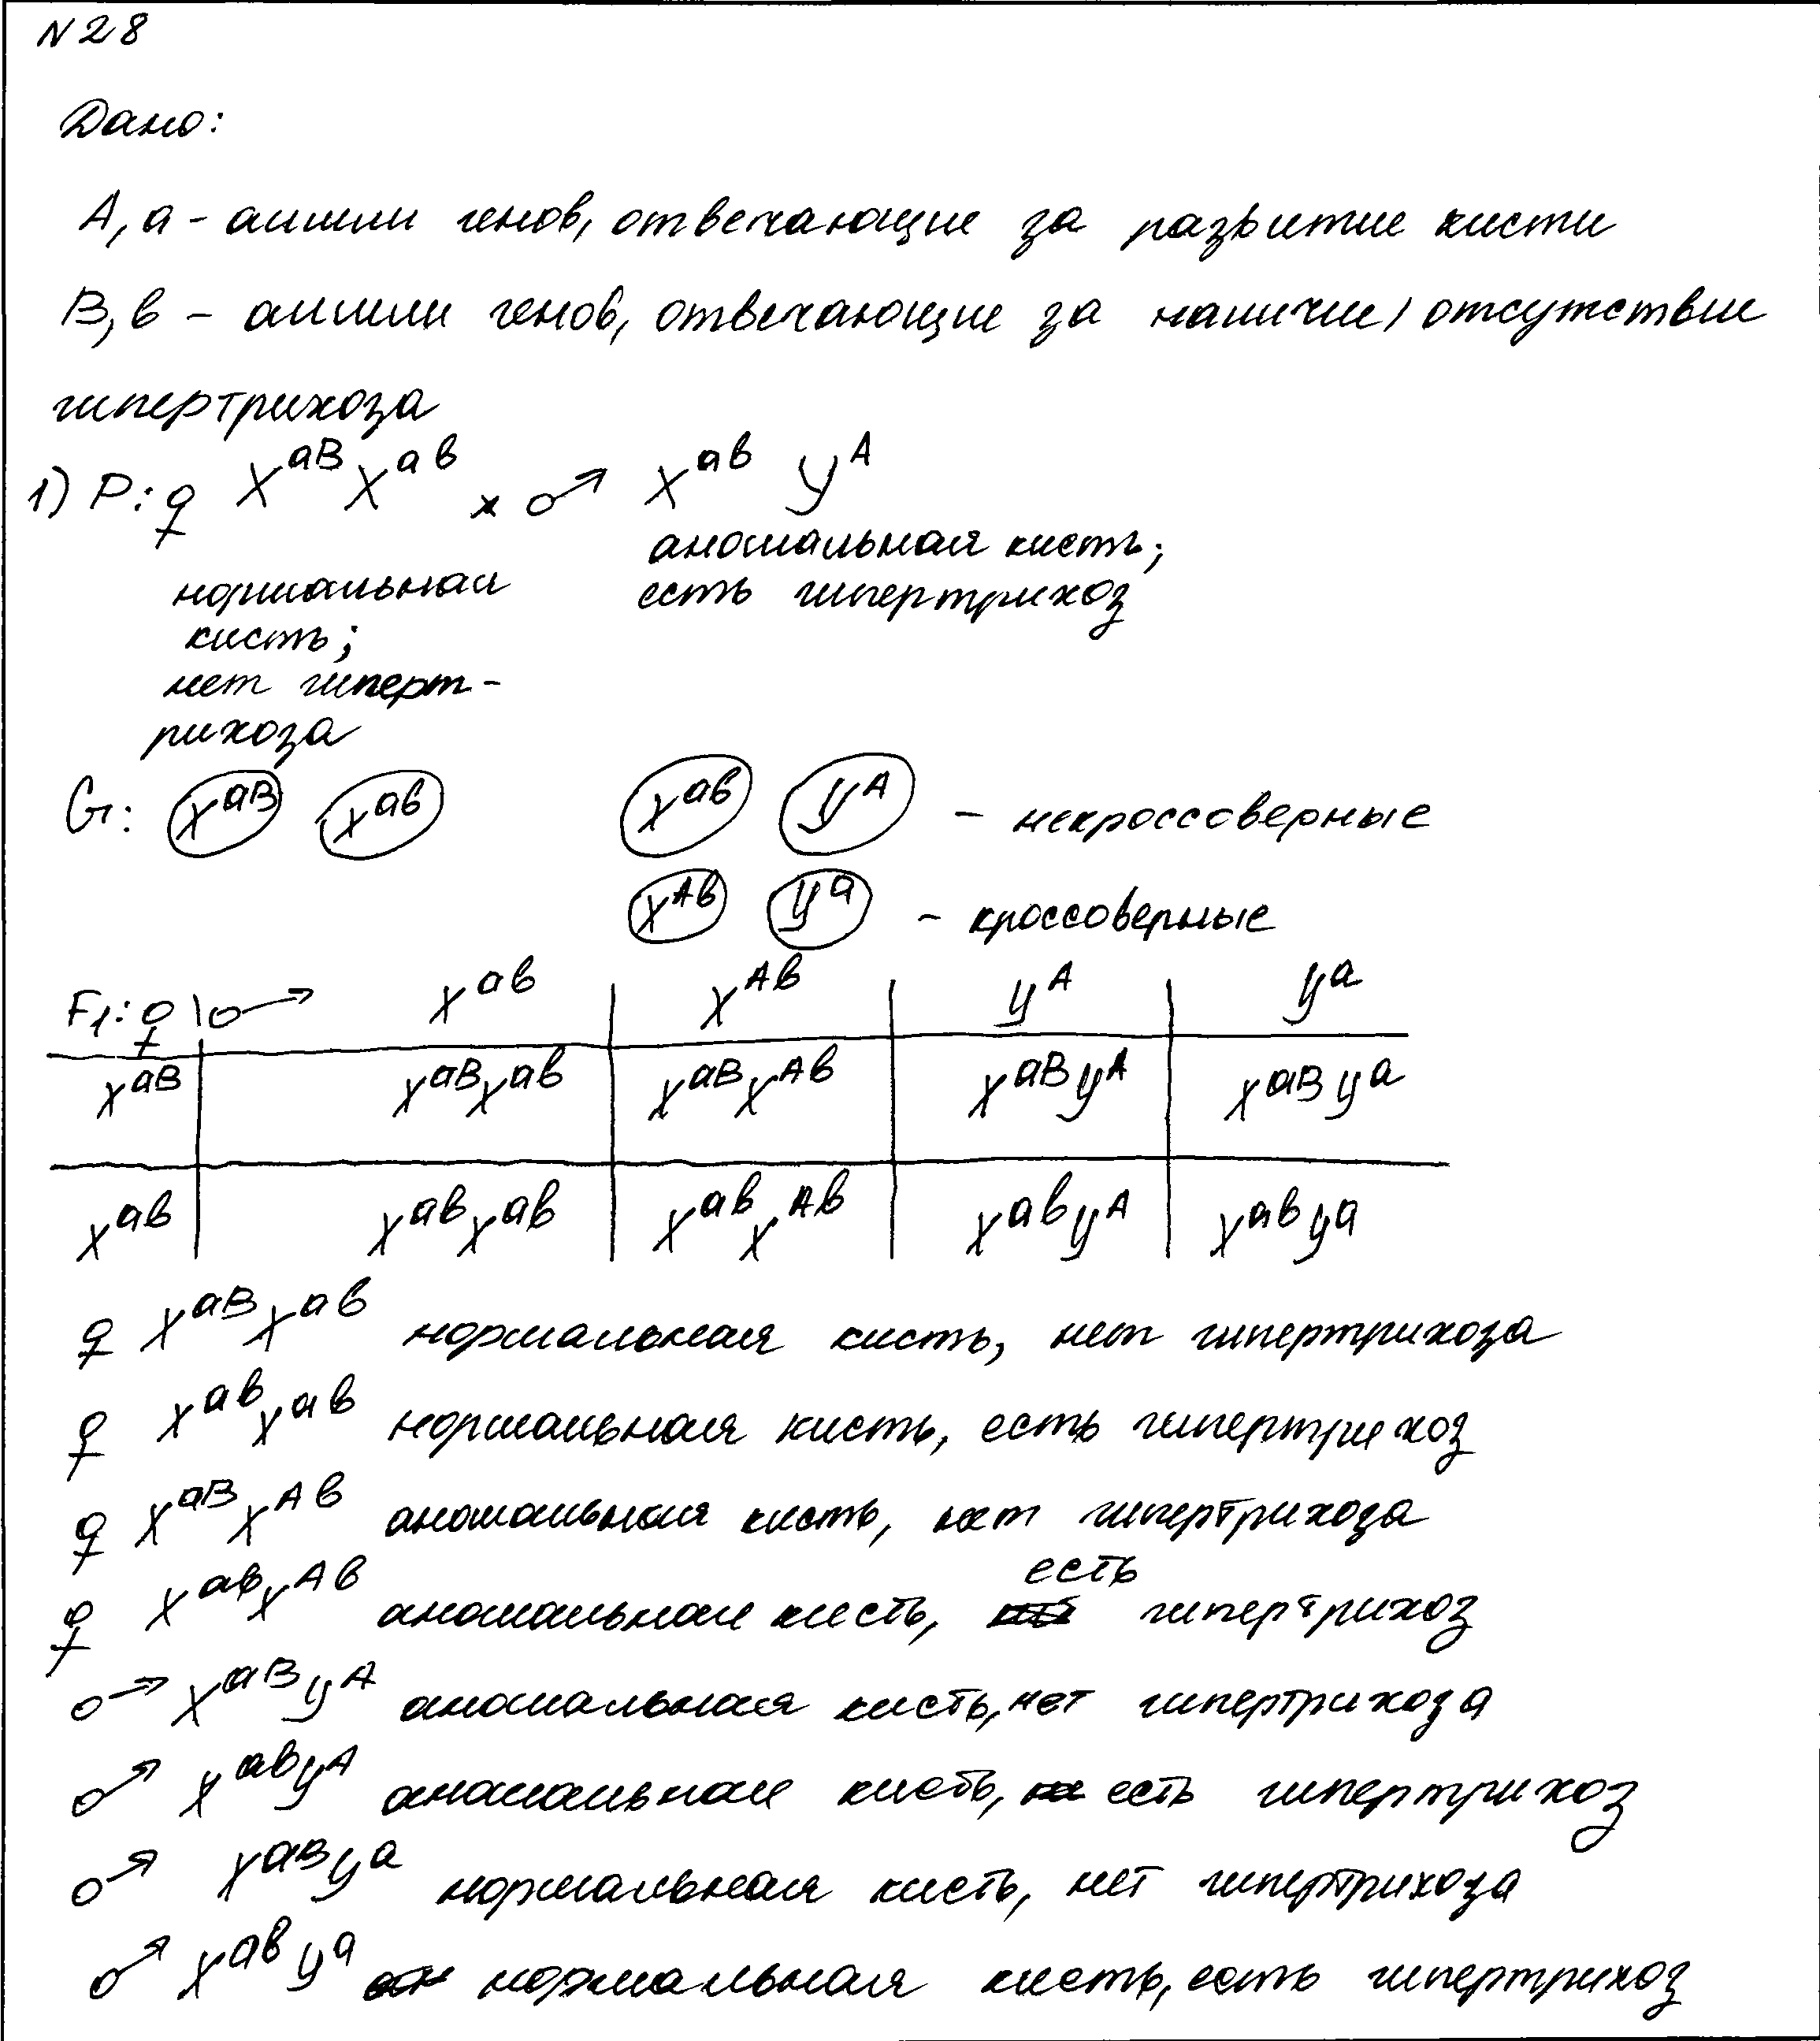 N28
Дано:
A, a - аллели генов, отвечающие за развитие кисти
B, b - аллели генов, отвечающие за наличие/отсутствие
гипертрихоза
1) P: ♀ X^aB X^ab × ♂ X^ab Y^A
аномальная кисть;
нормальная есть гипертрихоз
кисть;
нет гиперт-
рихоза
G: X^aB X^ab X^ab Y^A - некроссоверные
X^Ab Y^a - кроссоверные
F1: ♀ \ ♂ X^ab X^Ab Y^A Y^a
X^aB X^aB X^ab X^aB X^Ab X^aB Y^A X^aB Y^a
X^ab X^ab X^ab X^ab X^Ab X^ab Y^A X^ab Y^a
♀ X^aB X^ab нормальная кисть, нет гипертрихоза
♀ X^ab X^ab нормальная кисть, есть гипертрихоз
♀ X^aB X^Ab аномальная кисть, нет гипертрихоза
♀ X^ab X^Ab аномальная кисть, есть гипертрихоз
♂ X^aB Y^A аномальная кисть, нет гипертрихоза
♂ X^ab Y^A аномальная кисть, есть гипертрихоз
♂ X^aB Y^a нормальная кисть, нет гипертрихоза
♂ X^ab Y^a нормальная кисть, есть гипертрихоз